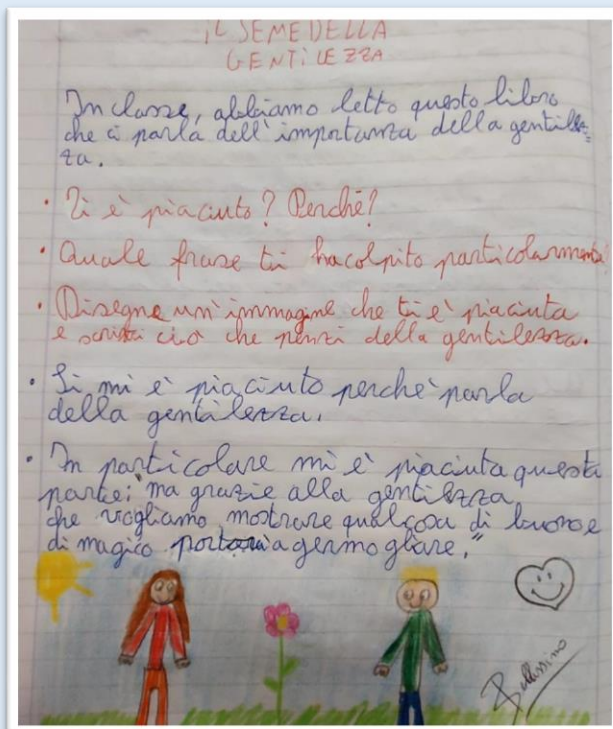 IL SEME DELLA
GENTILEZZA
In classe, abbiamo letto questo libro
che ci parla dell'importanza della gentilez=
za.
• Ti è piaciuto? Perché?
• Quale frase ti ha colpito particolarmente
• Disegna un'immagine che ti è piaciuta
e scrivi ciò che pensi della gentilezza.
• Si mi è piaciuto perché parla
della gentilezza.
• In particolare mi è piaciuta questa
parte: "ma grazie alla gentilezza
che vogliamo mostrare qualcosa di buono e
di magico potrà germogliare."
Bellissimo